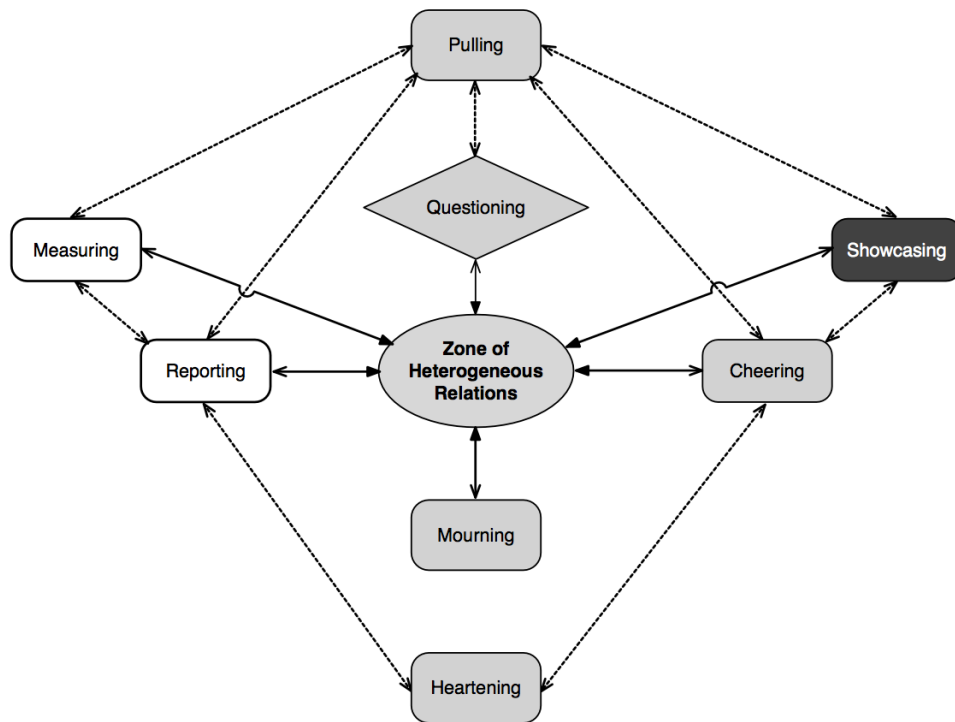 Pulling
Questioning
Measuring
Showcasing
Zone of
Heterogeneous
Relations
Reporting
Cheering
Mourning
Heartening